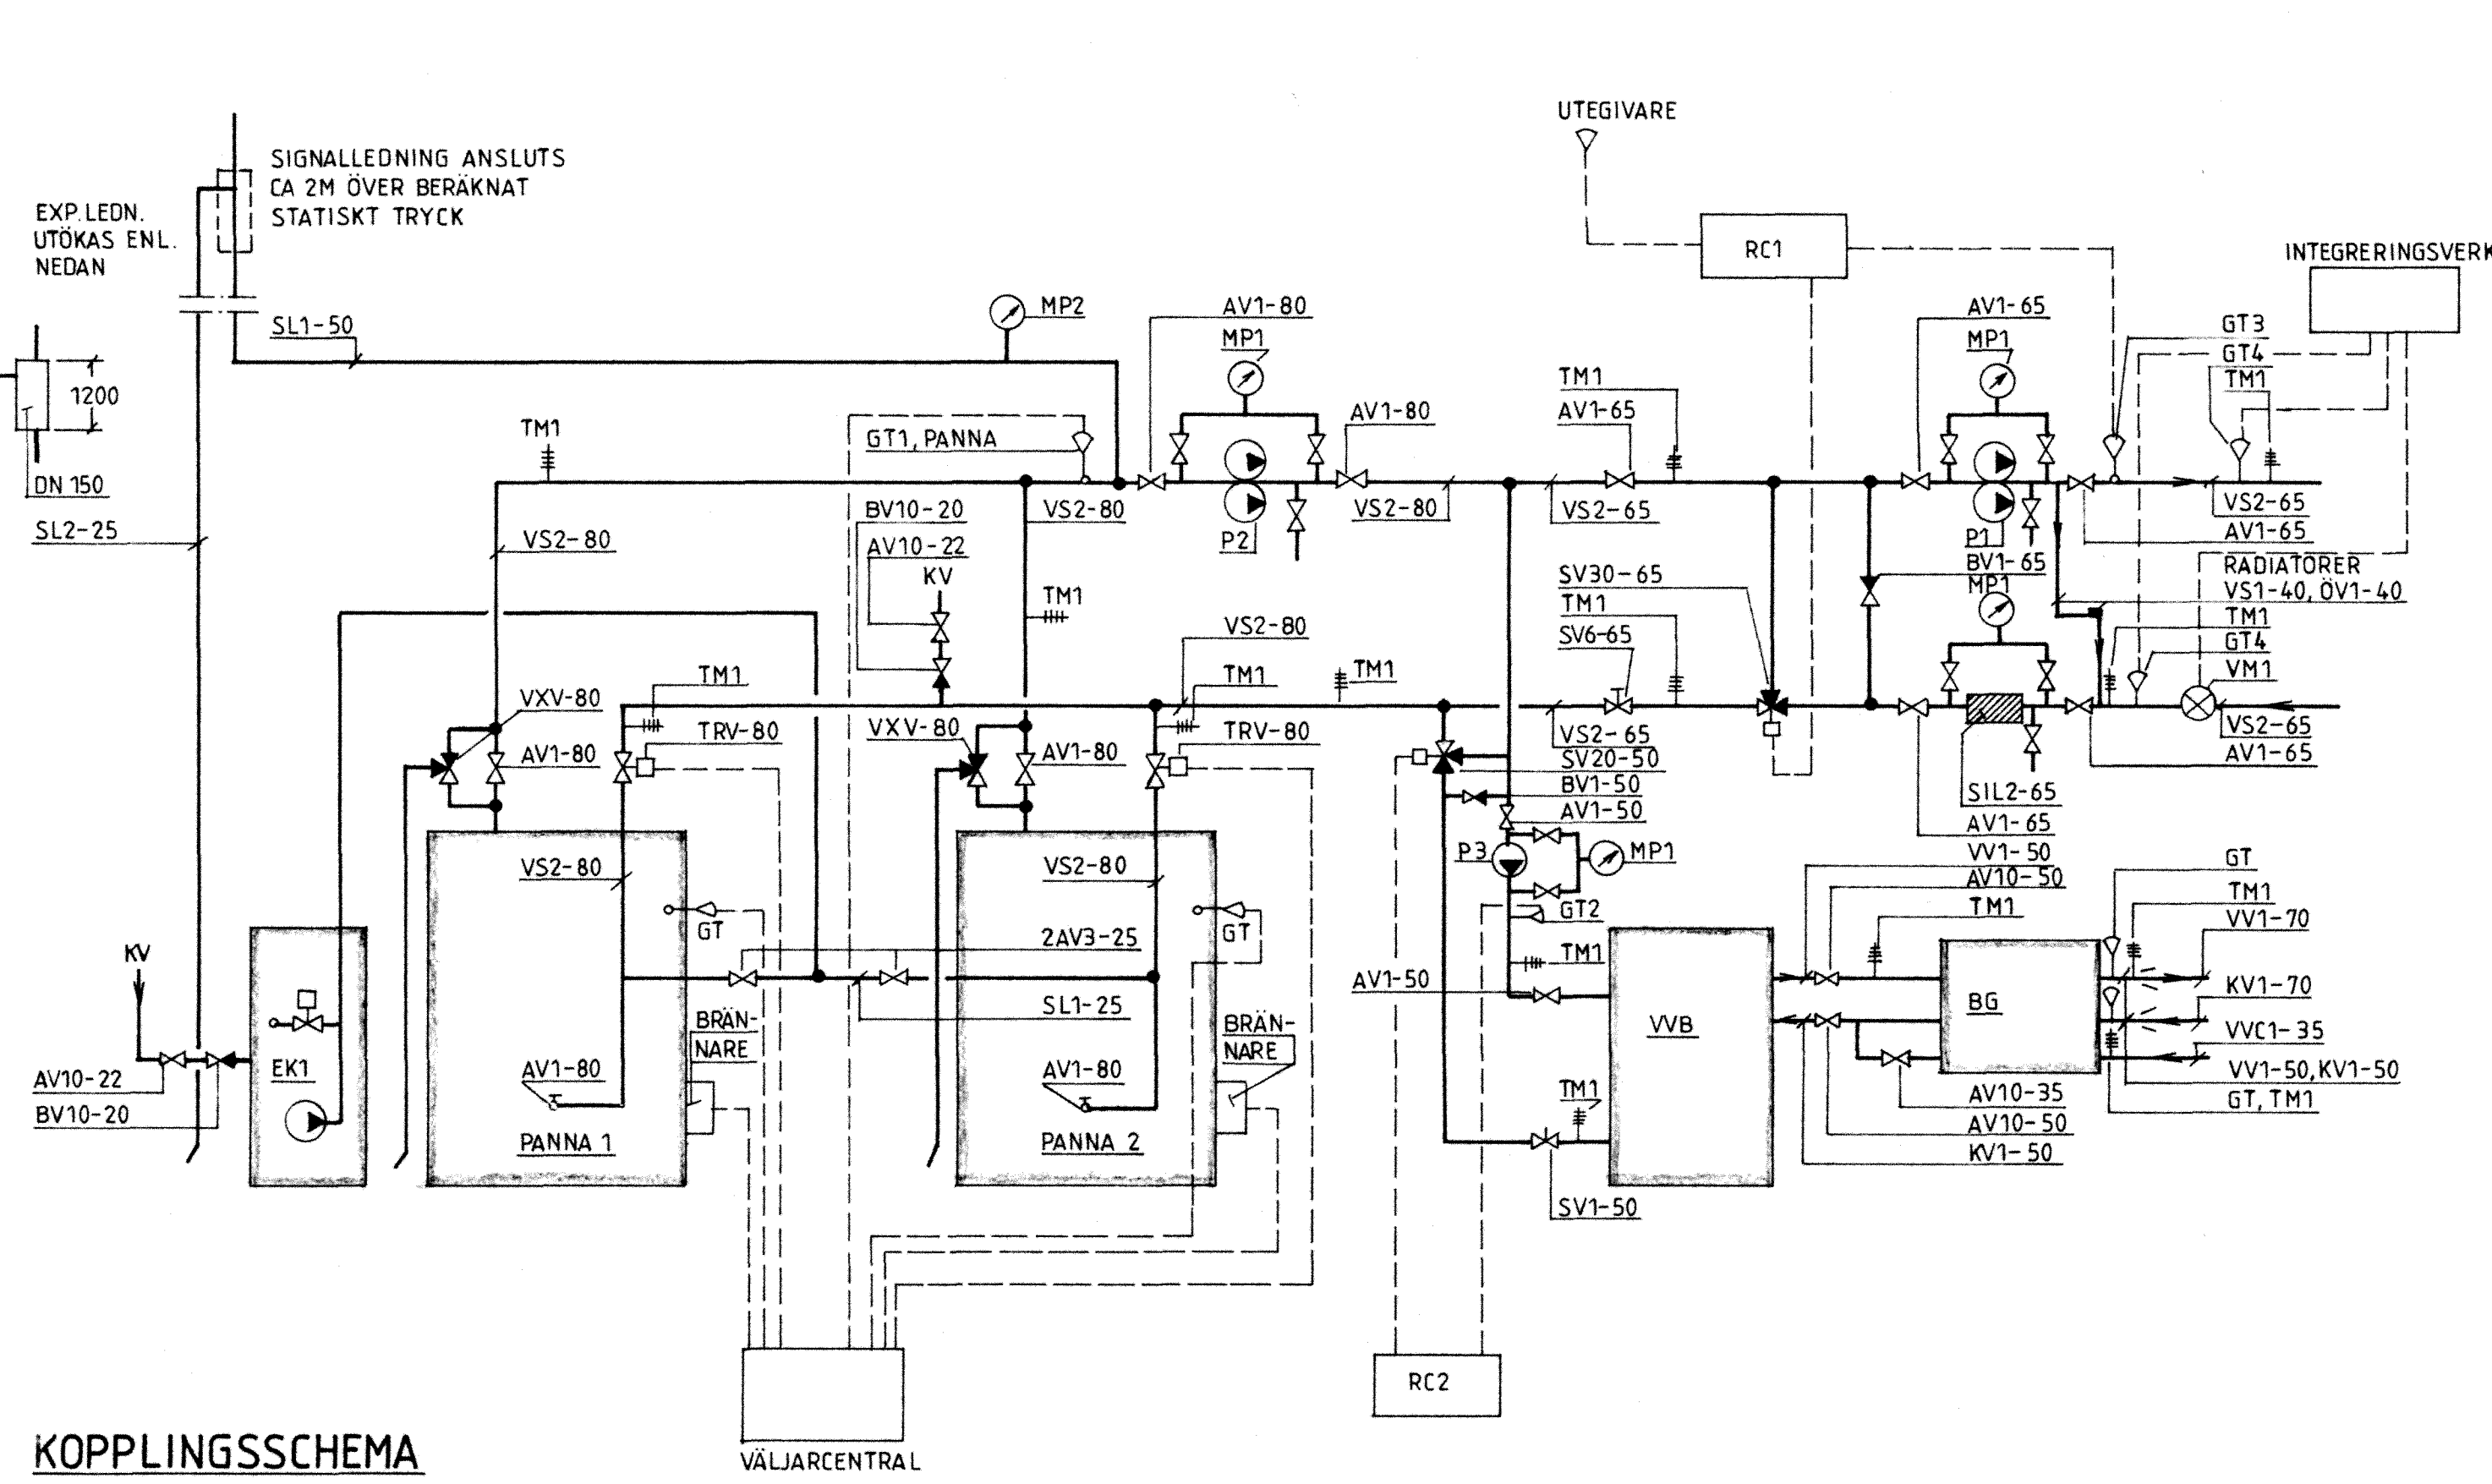 UTEGIVARE
SIGNALLEDNING ANSLUTS
CA 2M ÖVER BERÄKNAT
STATISKT TRYCK
EXP. LEDN.
UTÖKAS ENL.
NEDAN
RC1
INTEGRERINGSVERK
SL1-50
MP2
AV1-80
MP1
AV1-65
MP1
GT3
GT4
TM1
1200
DN 150
SL2-25
TM1
GT1, PANNA
AV1-80
TM1
AV1-65
BV10-20
AV10-22
KV
VS2-80
VS2-80
P2
VS2-80
VS2-65
P1
VS2-65
AV1-65
BV1-65
MP1
RADIATORER
VS1-40, ÖV1-40
TM1
GT4
VM1
VS2-65
AV1-65
TM1
VS2-80
SV30-65
TM1
SV6-65
VXV-80
TM1
TRV-80
AV1-80
VXV-80
AV1-80
TM1
TRV-80
TM1
VS2-65
SV20-50
BV1-50
AV1-50
SIL2-65
AV1-65
VS2-80
VS2-80
P3
MP1
VV1-50
AV10-50
TM1
GT
TM1
VV1-70
GT
GT
GT2
TM1
2AV3-25
AV1-50
KV
SL1-25
BRÄN-
NARE
BRÄN-
NARE
VVB
BG
KV1-70
VVC1-35
VV1-50, KV1-50
GT, TM1
EK1
AV10-22
BV10-20
AV1-80
AV1-80
TM1
AV10-35
AV10-50
KV1-50
PANNA 1
PANNA 2
SV1-50
RC2
KOPPLINGSSCHEMA
VÄLJARCENTRAL